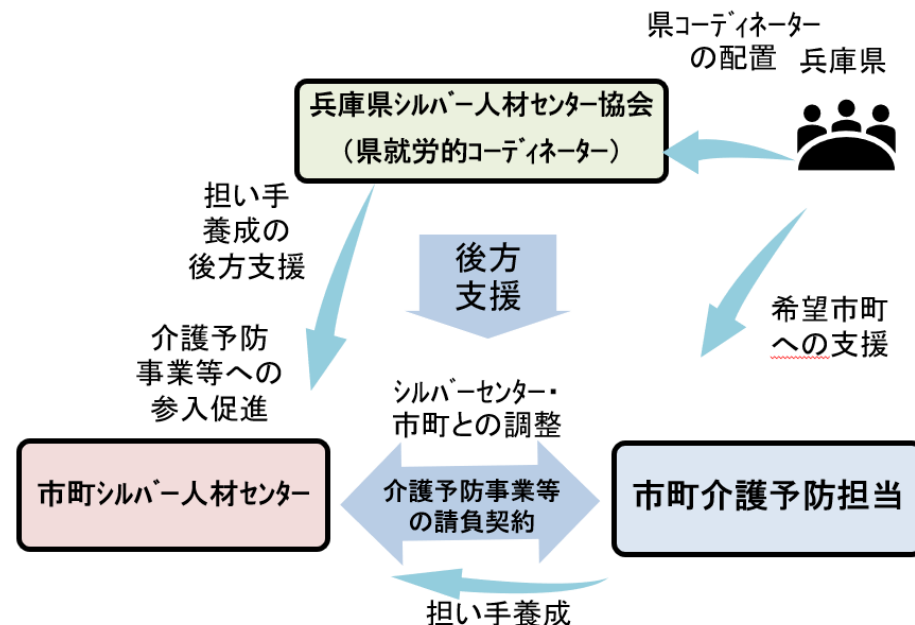 県コーディネーター
の配置
兵庫県
兵庫県シルバー人材センター協会
（県就労的コーディネーター）
担い手
養成の
後方支援
後方
支援
希望市町
への支援
介護予防
事業等への
参入促進
シルバーセンター・
市町との調整
市町シルバー人材センター
介護予防事業等
の請負契約
市町介護予防担当
担い手養成